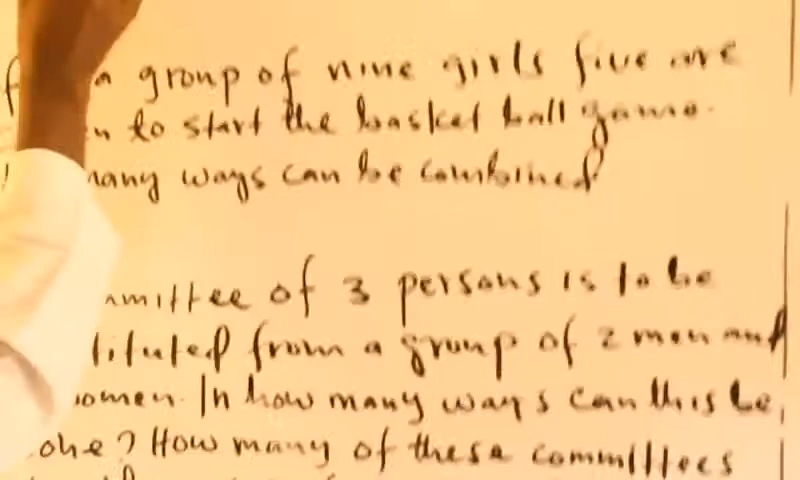 a group of nine girls five are
n to start the basket ball game.
many ways can be combined
mmittee of 3 persons is to be
tituted from a group of 2 men and
women. In how many ways can this be
one? How many of these committees